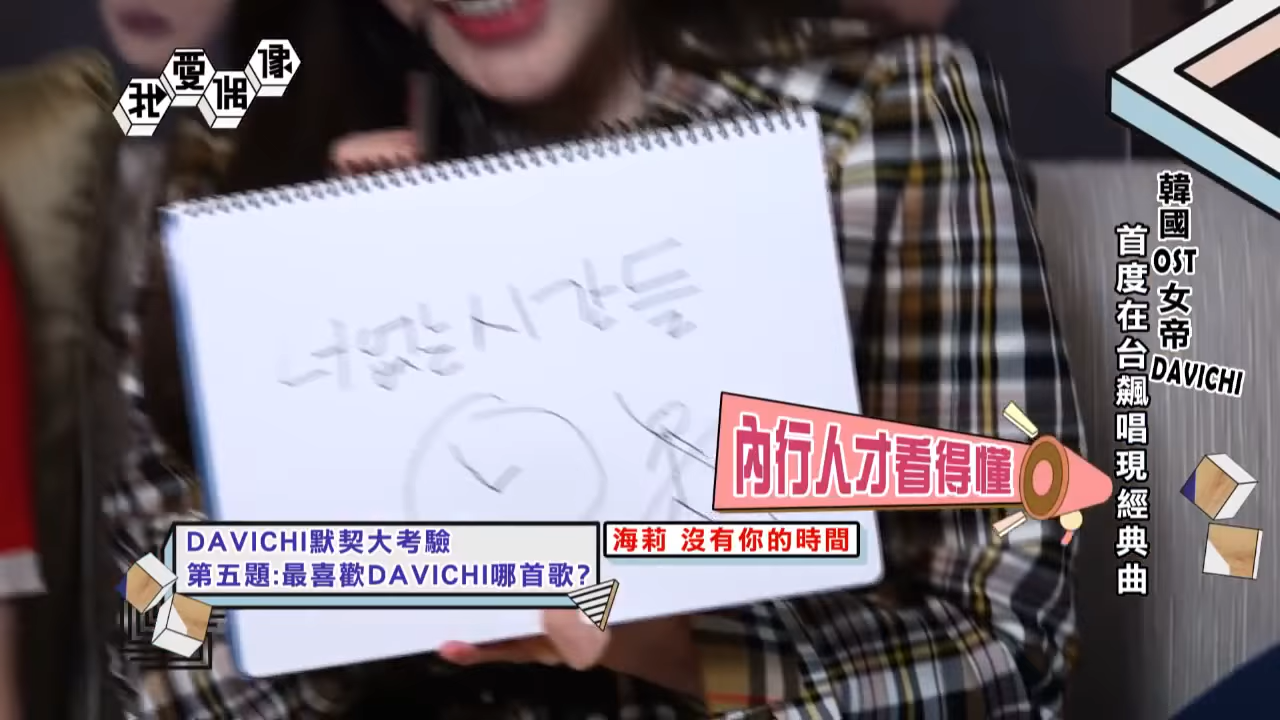 我愛偶像
너없는 시간들
韓國OST女帝DAVICHI
首度在台飆唱現經典曲
內行人才看得懂
DAVICHI默契大考驗
第五題:最喜歡DAVICHI哪首歌?
海莉 沒有你的時間